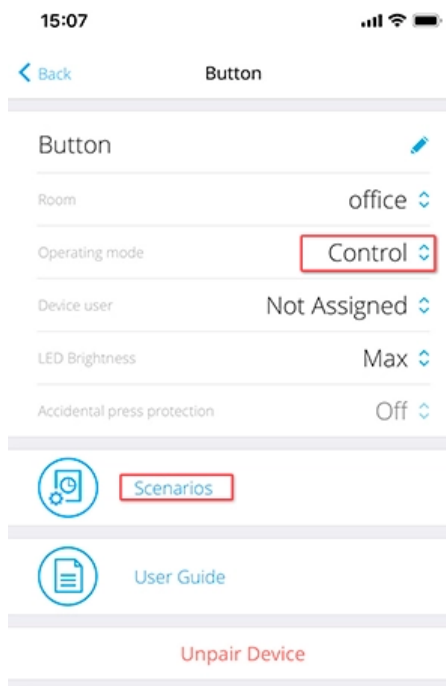 15:07
Back Button
Button
Room office
Operating mode Control
Device user Not Assigned
LED Brightness Max
Accidental press protection Off
Scenarios
User Guide
Unpair Device